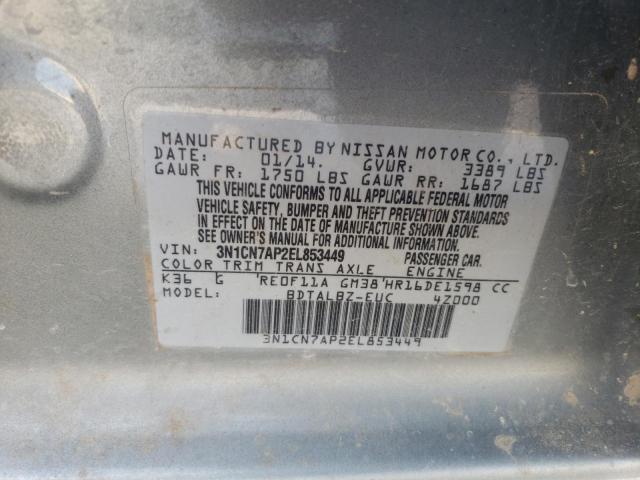 MANUFACTURED BY NISSAN MOTOR CO., LTD.
DATE: 01/14. GVWR: 3389 LBS
GAWR FR: 1750 LBS GAWR RR: 1687 LBS
THIS VEHICLE CONFORMS TO ALL APPLICABLE FEDERAL MOTOR
VEHICLE SAFETY, BUMPER AND THEFT PREVENTION STANDARDS
IN EFFECT ON THE DATE OF MANUFACTURE SHOWN ABOVE.
SEE OWNER'S MANUAL FOR ADDITIONAL INFORMATION.
VIN: 3N1CN7AP2EL853449 PASSENGER CAR.
COLOR TRIM TRANS AXLE ENGINE
K36 G RE0F11A GM38 HR16DE1598 CC
MODEL: BDTALBZ-EUC 4Z000
3N1CN7AP2EL853449